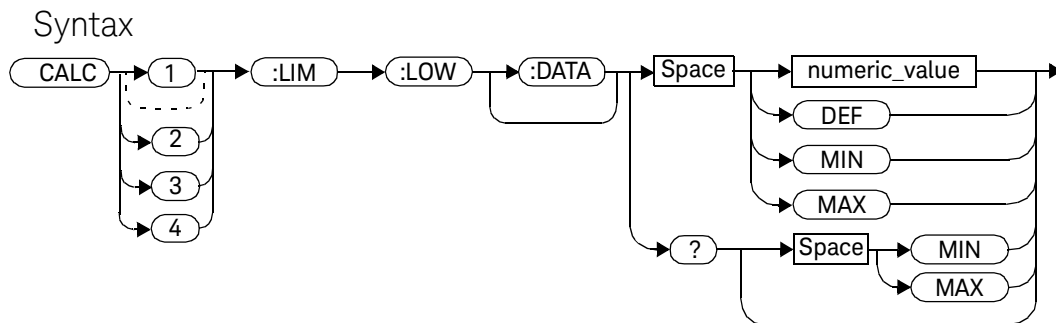 Syntax
CALC 1 :LIM :LOW :DATA Space numeric_value
2 DEF
3 MIN
4 MAX
? Space MIN
MAX